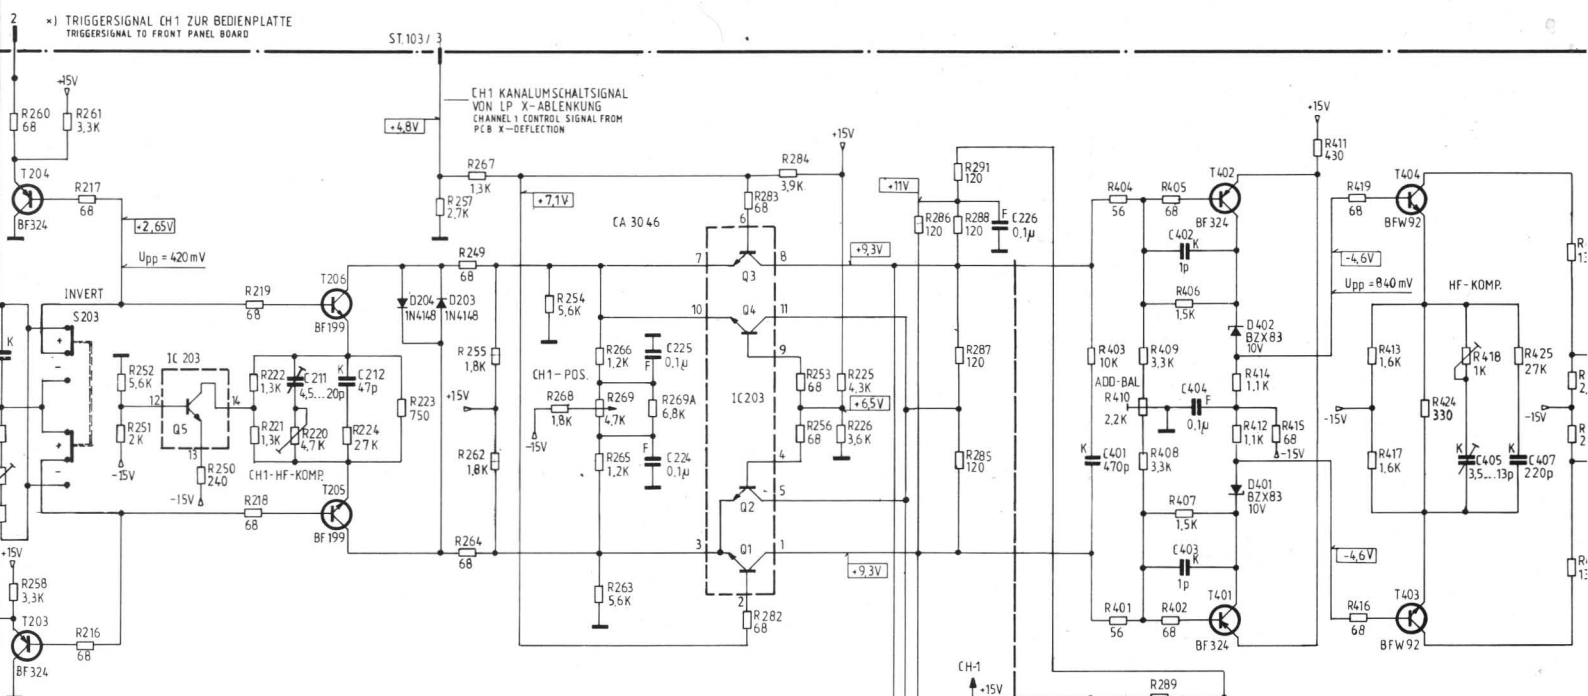 2
*) TRIGGERSIGNAL CH1 ZUR BEDIENPLATTE
TRIGGERSIGNAL TO FRONT PANEL BOARD
ST.103/ 3
+15V
CH1 KANALUMSCHALTSIGNAL
VON LP X-ABLENKUNG
CHANNEL 1 CONTROL SIGNAL FROM
PCB X-DEFLECTION
R260
68
R261
3,3K
+4,8V
+15V
+15V
R411
430
T204
BF324
R217
68
+2,65V
Upp = 420mV
R267
1,3K
R257
2,7K
+7,1V
R284
3,9K
R283
68
CA 3046
6
+11V
R291
120
R286
120
R288
120
F
C226
0,1µ
R404
56
R405
68
T402
BF 324
R419
68
T404
BFW92
C402
K
1p
-4,6V
Upp = 840mV
HF-KOMP.
INVERT
S203
+
-
+
-
K
R219
68
T206
BF199
D204
1N4148
D203
1N4148
R249
68
R254
5,6K
7
Q3
8
+9,3V
10
Q4
11
9
R406
1,5K
D402
BZX83
10V
R252
5,6K
IC 203
12
Q5
14
13
R251
2K
-15V
R250
240
-15V
R222
1,3K
C211
4,5...20p
K
C212
47p
R221
1,3K
R220
4,7K
R224
27K
R223
750
CH1-HF-KOMP.
R255
1,8K
+15V
R262
1,8K
R266
1,2K
C225
0,1µ
F
CH1-POS.
R268
1,8K
-15V
R269
4,7K
R269A
6,8K
R265
1,2K
F
C224
0,1µ
IC203
R253
68
R225
4,3K
+6,5V
R256
68
R226
3,6K
R287
120
R285
120
R403
10K
R409
3,3K
ADD-BAL
R410
2,2K
C404
F
0,1µ
R414
1,1K
R412
1,1K
R415
68
-15V
K
C401
470p
R408
3,3K
R413
1,6K
-15V
R417
1,6K
R418
1K
R425
27K
R424
330
-15V
K
C405
3,5...13p
K
C407
220p
R218
68
T205
BF199
R264
68
4
5
Q2
3
Q1
1
2
+9,3V
R407
1,5K
D401
BZX83
10V
C403
K
1p
-4,6V
+15V
R258
3,3K
T203
BF324
R216
68
R263
5,6K
R282
68
R401
56
R402
68
T401
BF324
R416
68
T403
BFW92
CH-1
+15V
R289